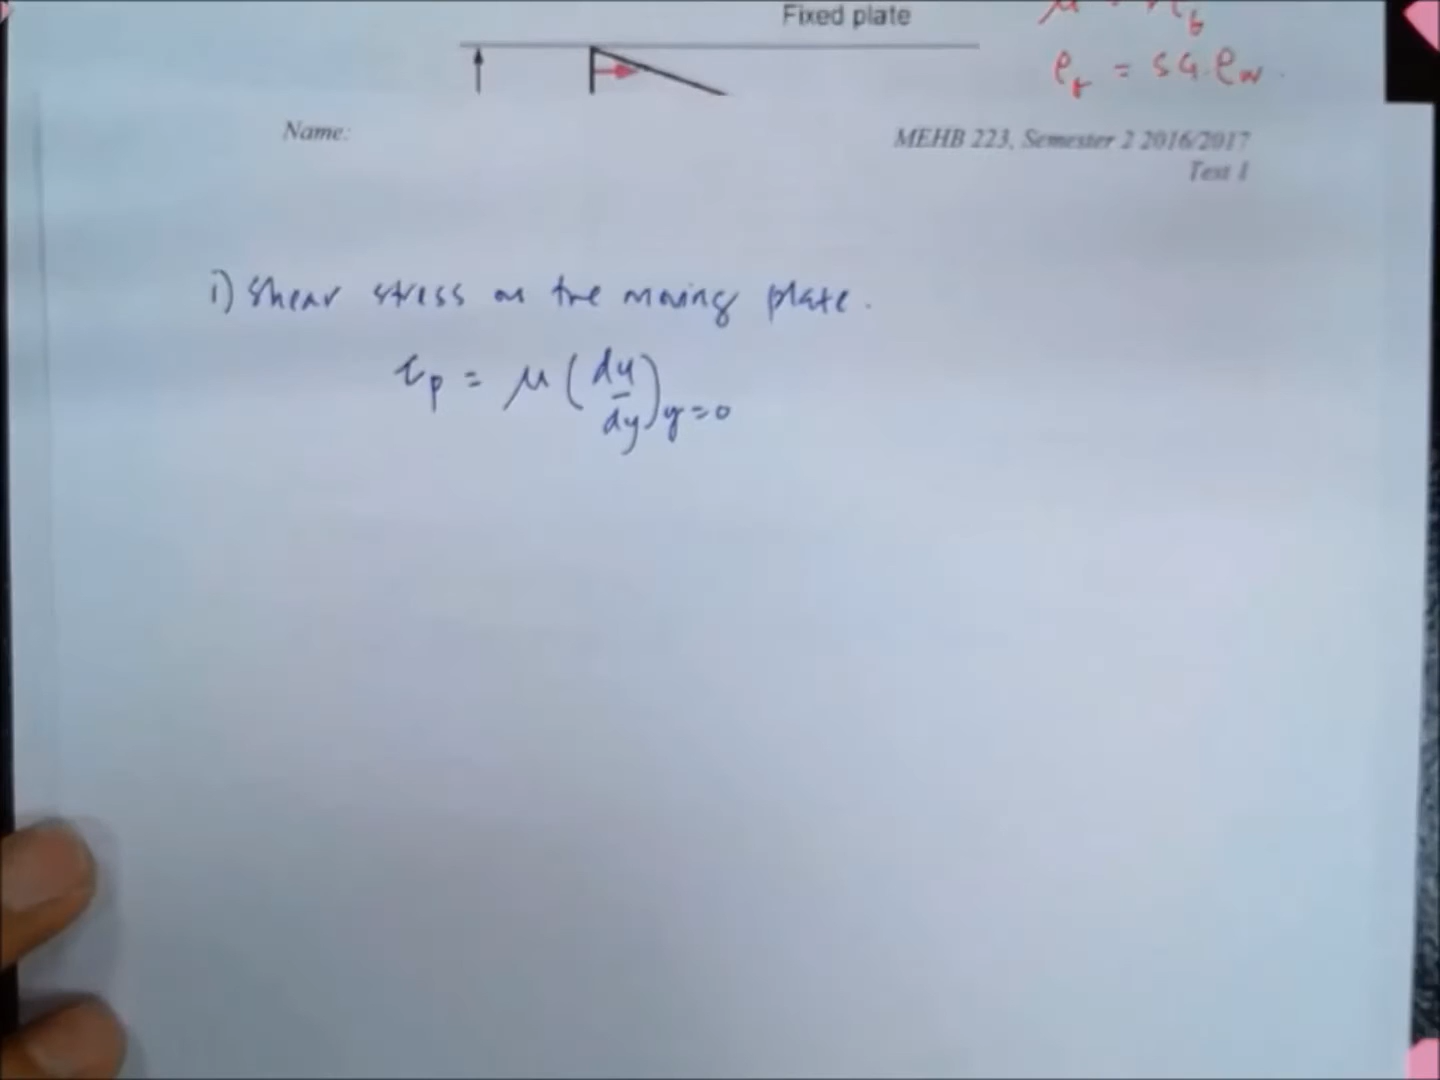 Fixed plate
ρf = SG.ρw.
Name:
MEHB 223, Semester 2 2016/2017
Test 1
i) Shear stress on the moving plate.
τp = μ (du/dy)y=0